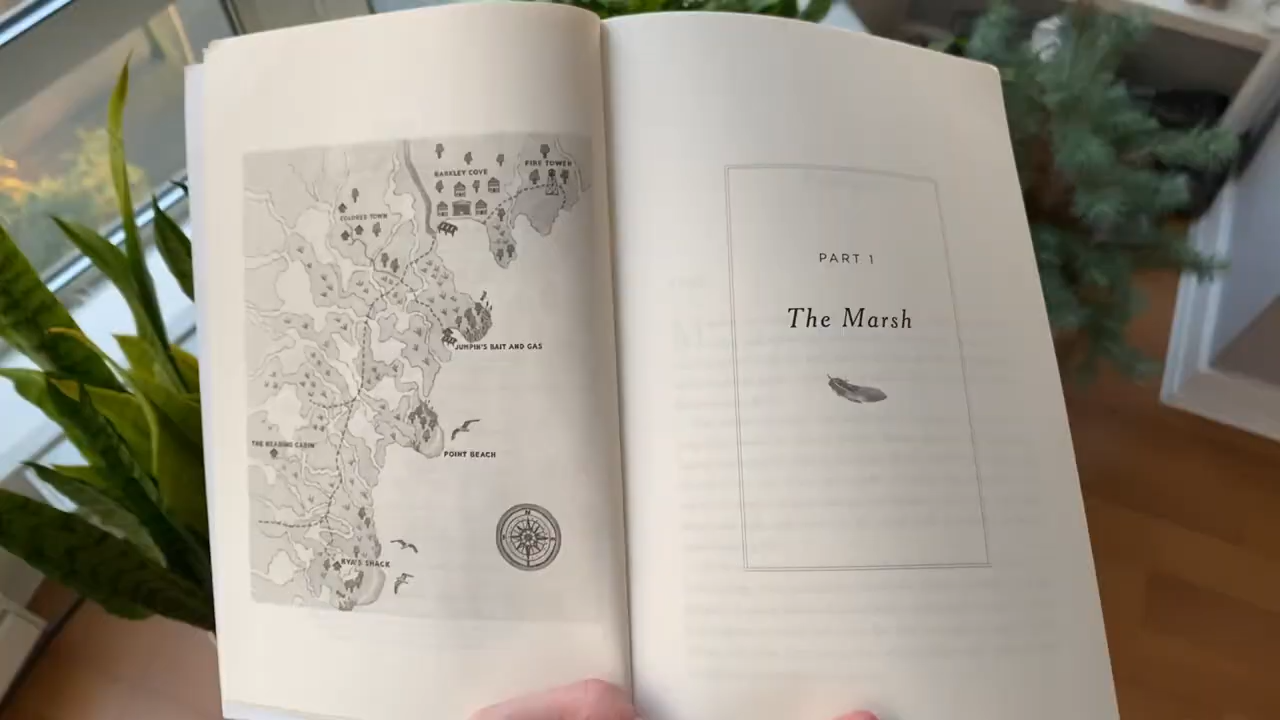 BARKLEY COVE
FIRE TOWER
COLORED TOWN
JUMPIN'S BAIT AND GAS
THE READING CABIN
POINT BEACH
N
KYA'S SHACK
PART 1
The Marsh